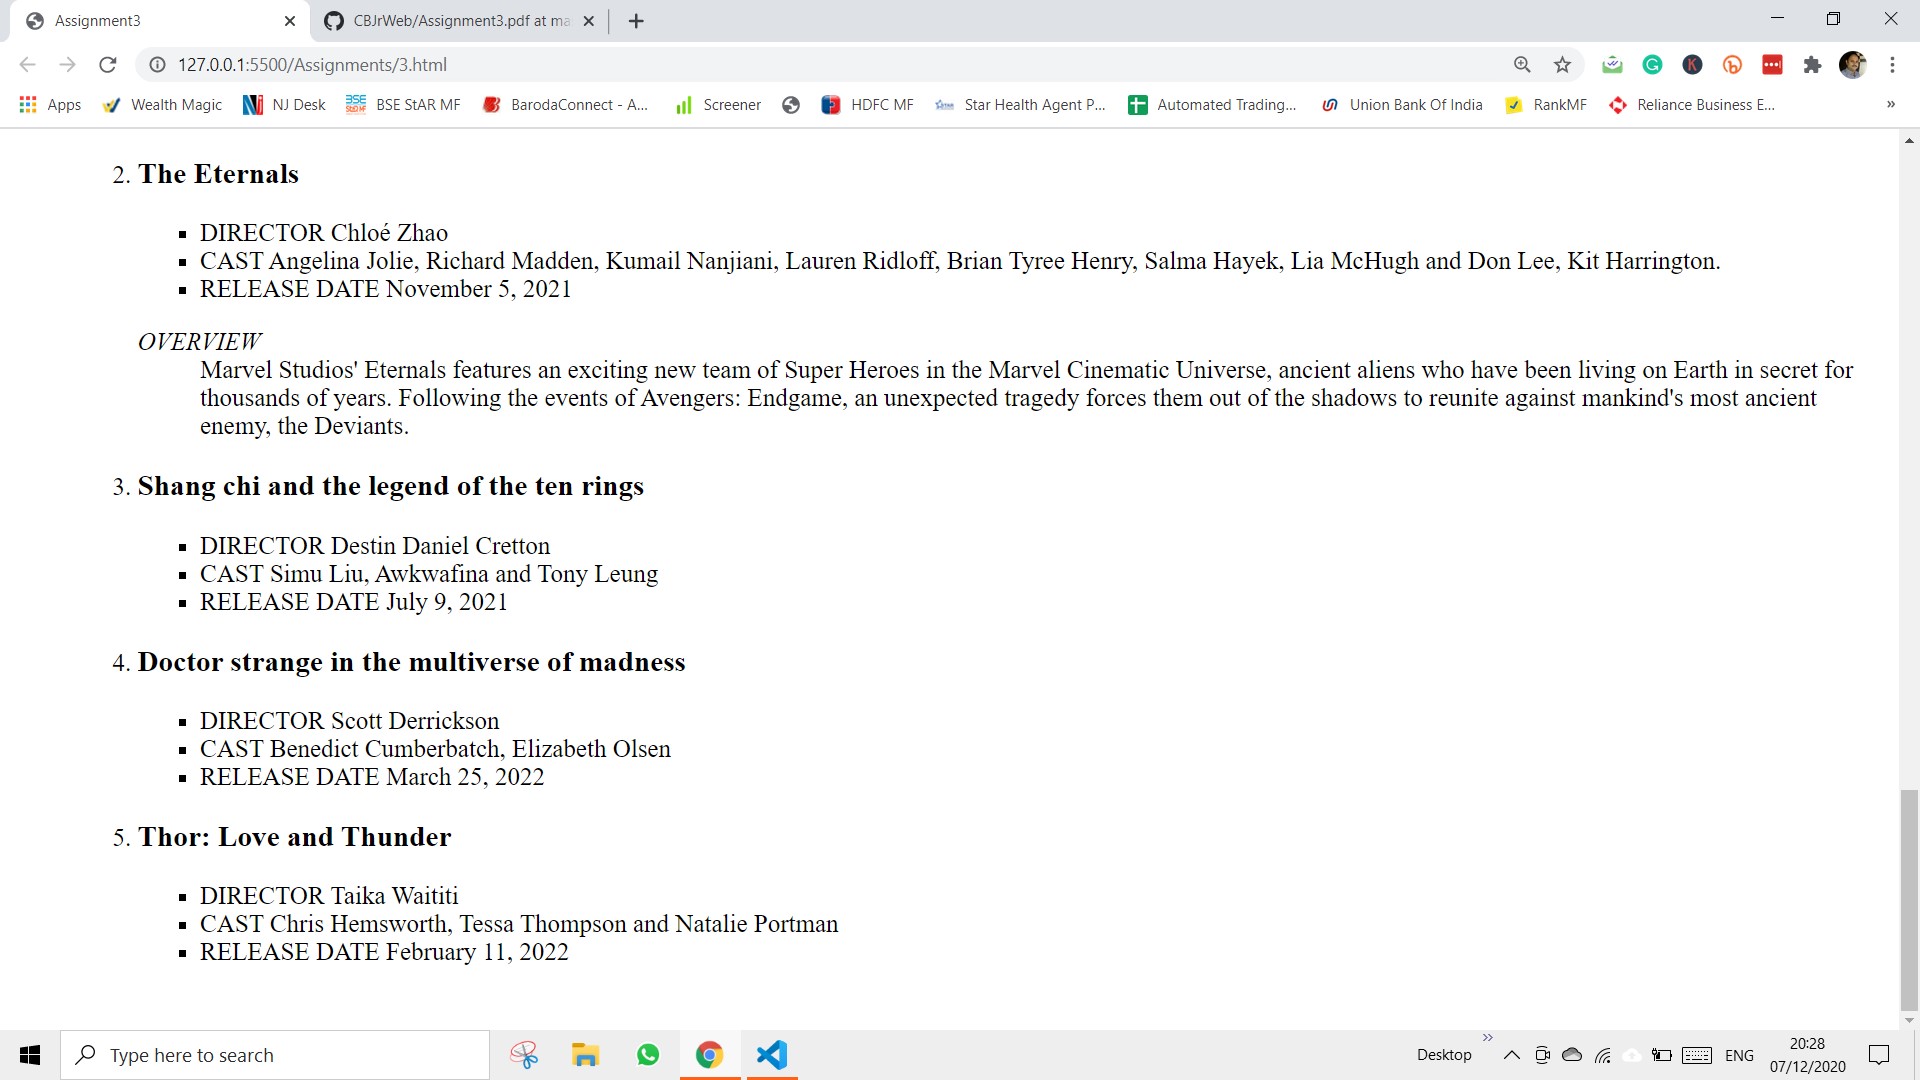 Assignment3
CBJrWeb/Assignment3.pdf at ma
127.0.0.1:5500/Assignments/3.html
Apps Wealth Magic NJ Desk BSE StAR MF BarodaConnect - A... Screener HDFC MF Star Health Agent P... Automated Trading... Union Bank Of India RankMF Reliance Business E... »
2. The Eternals
▪ DIRECTOR Chloé Zhao
▪ CAST Angelina Jolie, Richard Madden, Kumail Nanjiani, Lauren Ridloff, Brian Tyree Henry, Salma Hayek, Lia McHugh and Don Lee, Kit Harrington.
▪ RELEASE DATE November 5, 2021
OVERVIEW
Marvel Studios' Eternals features an exciting new team of Super Heroes in the Marvel Cinematic Universe, ancient aliens who have been living on Earth in secret for
thousands of years. Following the events of Avengers: Endgame, an unexpected tragedy forces them out of the shadows to reunite against mankind's most ancient
enemy, the Deviants.
3. Shang chi and the legend of the ten rings
▪ DIRECTOR Destin Daniel Cretton
▪ CAST Simu Liu, Awkwafina and Tony Leung
▪ RELEASE DATE July 9, 2021
4. Doctor strange in the multiverse of madness
▪ DIRECTOR Scott Derrickson
▪ CAST Benedict Cumberbatch, Elizabeth Olsen
▪ RELEASE DATE March 25, 2022
5. Thor: Love and Thunder
▪ DIRECTOR Taika Waititi
▪ CAST Chris Hemsworth, Tessa Thompson and Natalie Portman
▪ RELEASE DATE February 11, 2022
Type here to search
Desktop
»
ENG
20:28
07/12/2020